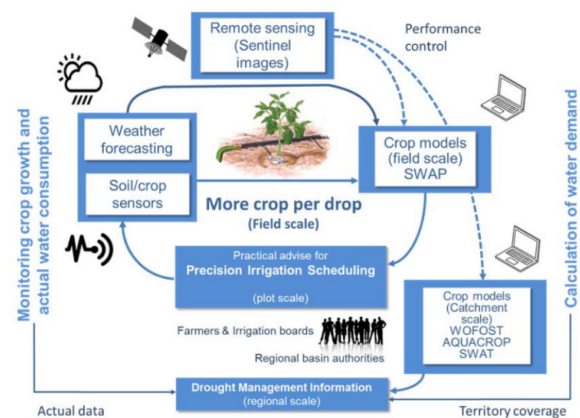 Remote sensing
(Sentinel
images)
Performance
control
Weather
forecasting
Soil/crop
sensors
Crop models
(field scale)
SWAP
More crop per drop
(Field scale)
Monitoring crop growth and
actual water consumption
Calculation of water demand
Practical advise for
Precision Irrigation Scheduling
(plot scale)
Crop models
(Catchment
scale)
WOFOST
AQUACROP
SWAT
Farmers & Irrigation boards
Regional basin authorities
Drought Management Information
(regional scale)
Actual data
Territory coverage